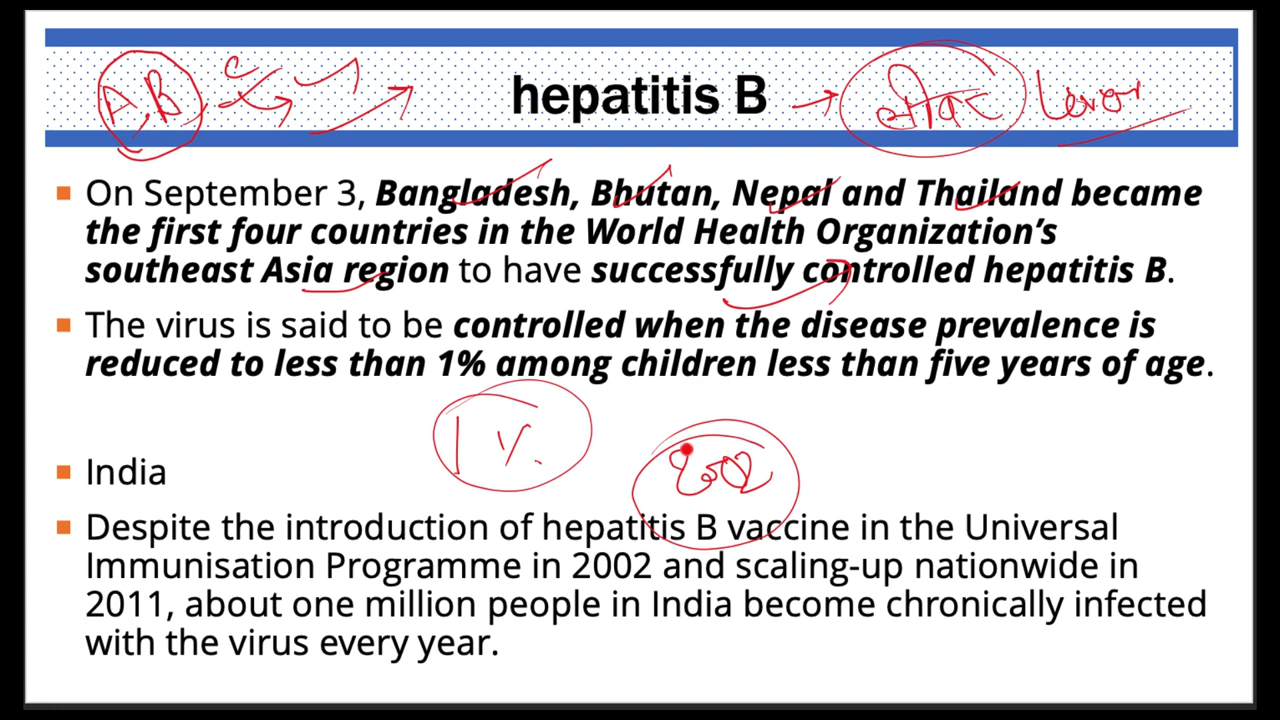 A, B C hepatitis B
On September 3, Bangladesh, Bhutan, Nepal and Thailand became
the first four countries in the World Health Organization's
southeast Asia region to have successfully controlled hepatitis B.
The virus is said to be controlled when the disease prevalence is
reduced to less than 1% among children less than five years of age.
1 %
India
Despite the introduction of hepatitis B vaccine in the Universal
Immunisation Programme in 2002 and scaling-up nationwide in
2011, about one million people in India become chronically infected
with the virus every year.